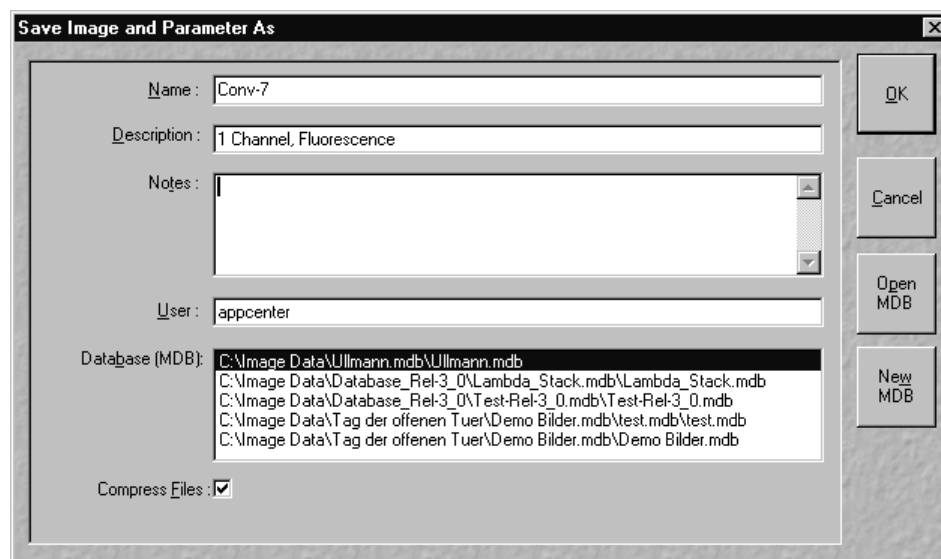 Save Image and Parameter As
Name : Conv-7
OK
Description : 1 Channel, Fluorescence
Notes :
Cancel
Open
MDB
User : appcenter
Database (MDB): C:\Image Data\Ullmann.mdb\Ullmann.mdb
C:\Image Data\Database_Rel-3_0\Lambda_Stack.mdb\Lambda_Stack.mdb
C:\Image Data\Database_Rel-3_0\Test-Rel-3_0.mdb\Test-Rel-3_0.mdb
C:\Image Data\Tag der offenen Tuer\Demo Bilder.mdb\test.mdb\test.mdb
C:\Image Data\Tag der offenen Tuer\Demo Bilder.mdb\Demo Bilder.mdb
New
MDB
Compress Files :